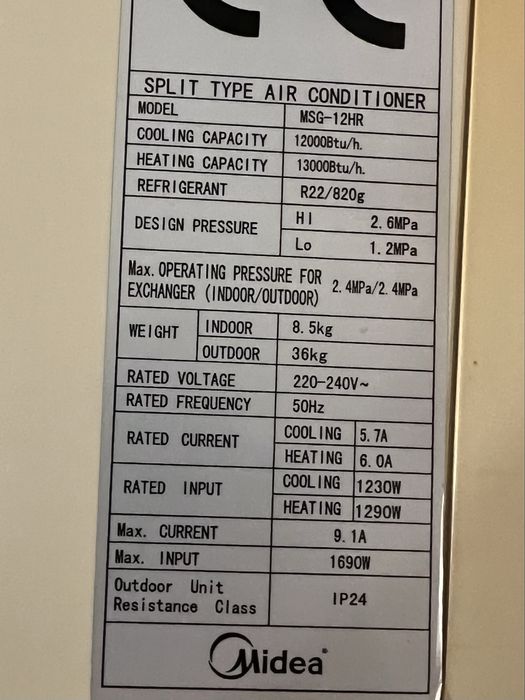 CE
SPLIT TYPE AIR CONDITIONER
MODEL MSG-12HR
COOLING CAPACITY 12000Btu/h.
HEATING CAPACITY 13000Btu/h.
REFRIGERANT R22/820g
DESIGN PRESSURE HI 2.6MPa
Lo 1.2MPa
Max. OPERATING PRESSURE FOR
EXCHANGER (INDOOR/OUTDOOR) 2.4MPa/2.4MPa
WEIGHT INDOOR 8.5kg
OUTDOOR 36kg
RATED VOLTAGE 220-240V~
RATED FREQUENCY 50Hz
RATED CURRENT COOLING 5.7A
HEATING 6.0A
RATED INPUT COOLING 1230W
HEATING 1290W
Max. CURRENT 9.1A
Max. INPUT 1690W
Outdoor Unit
Resistance Class IP24
Midea®